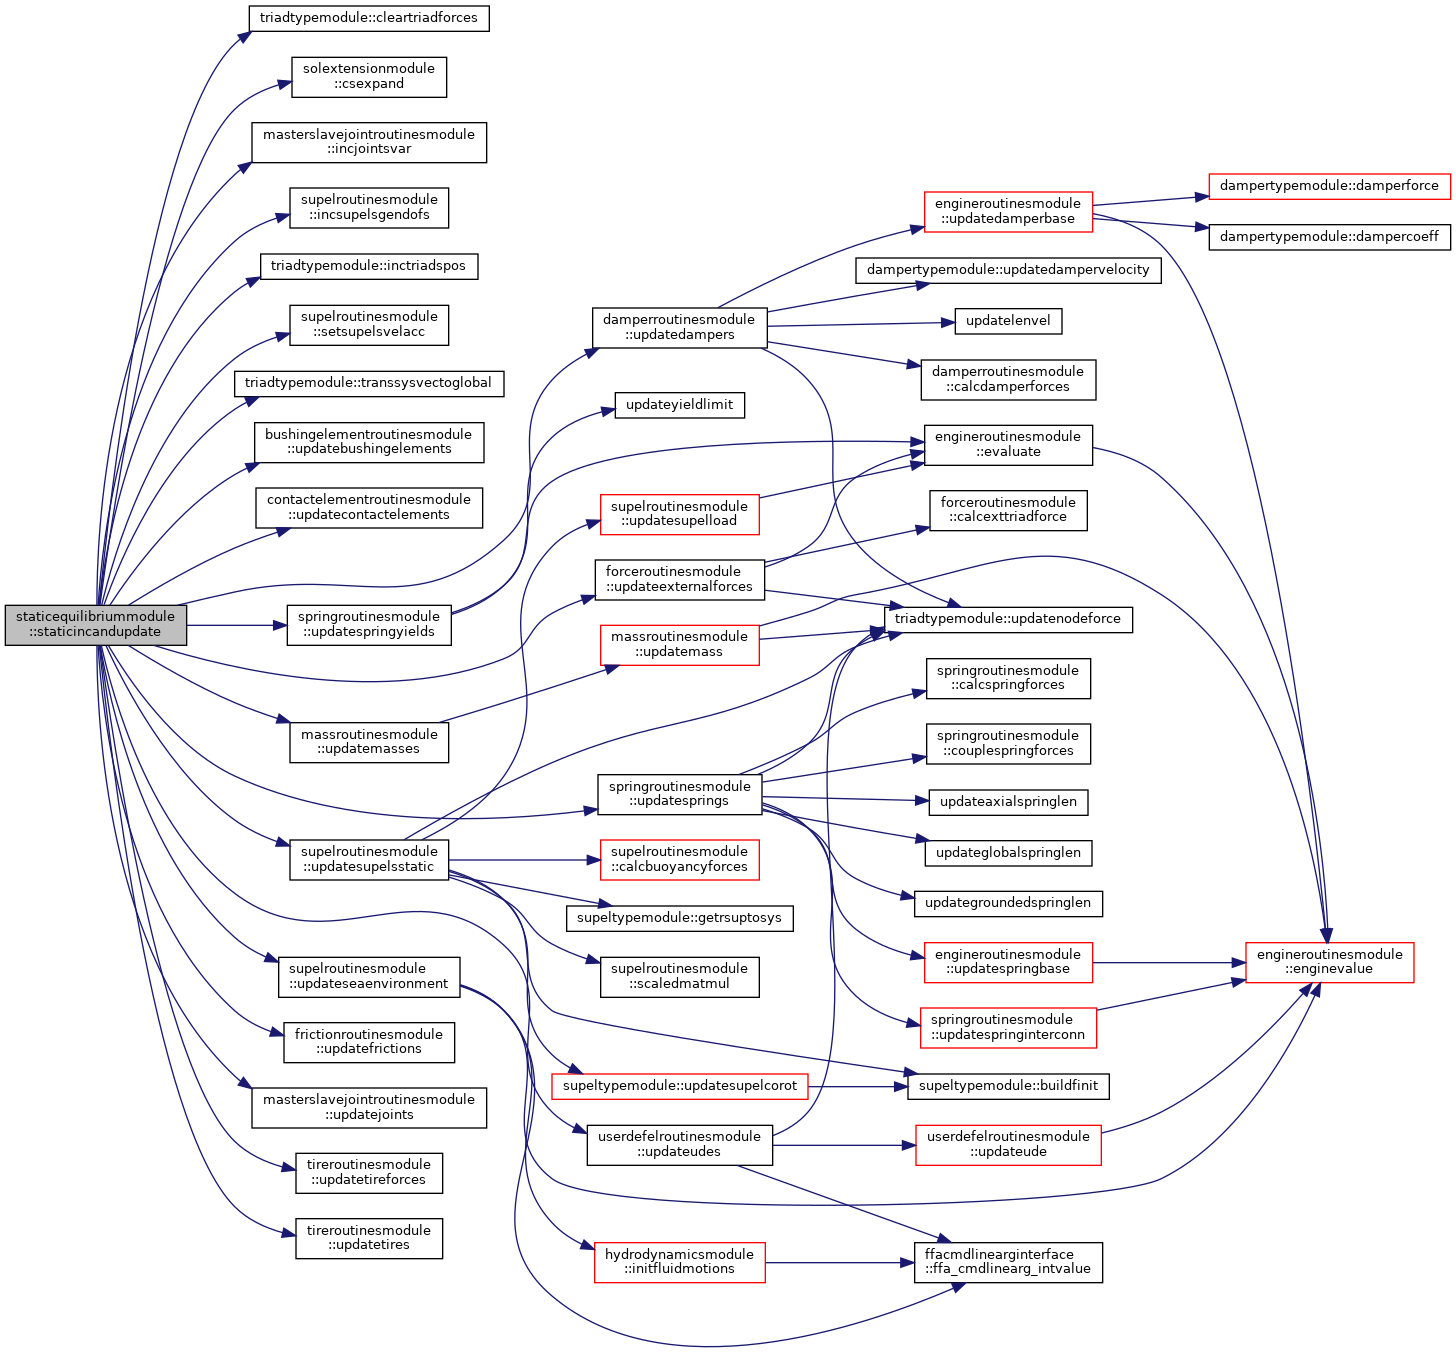 staticequilibriummodule
::staticincandupdate
triadtypemodule::cleartriadforces
solextensionmodule
::csexpand
masterslavejointroutinesmodule
::incjointsvar
supelroutinesmodule
::incsupelsgendofs
triadtypemodule::inctriadspos
supelroutinesmodule
::setsupelsvelacc
triadtypemodule::transsysvectoglobal
bushingelementroutinesmodule
::updatebushingelements
contactelementroutinesmodule
::updatecontactelements
springroutinesmodule
::updatespringyields
massroutinesmodule
::updatemasses
supelroutinesmodule
::updatesupelsstatic
supelroutinesmodule
::updateseaenvironment
frictionroutinesmodule
::updatefrictions
masterslavejointroutinesmodule
::updatejoints
tireroutinesmodule
::updatetireforces
tireroutinesmodule
::updatetires
damperroutinesmodule
::updatedampers
updateyieldlimit
supelroutinesmodule
::updatesupelload
forceroutinesmodule
::updateexternalforces
massroutinesmodule
::updatemass
springroutinesmodule
::updatesprings
supelroutinesmodule
::calcbuoyancyforces
supeltypemodule::getrsuptosys
supelroutinesmodule
::scaledmatmul
supeltypemodule::updatesupelcorot
userdefelroutinesmodule
::updateudes
hydrodynamicsmodule
::initfluidmotions
engineroutinesmodule
::updatedamperbase
dampertypemodule::updatedampervelocity
updatelenvel
damperroutinesmodule
::calcdamperforces
engineroutinesmodule
::evaluate
forceroutinesmodule
::calcexttriadforce
triadtypemodule::updatenodeforce
springroutinesmodule
::calcspringforces
springroutinesmodule
::couplespringforces
updateaxialspringlen
updateglobalspringlen
updategroundedspringlen
engineroutinesmodule
::updatespringbase
springroutinesmodule
::updatespringinterconn
supeltypemodule::buildfinit
userdefelroutinesmodule
::updateude
ffacmdlinearginterface
::ffa_cmdlinearg_intvalue
dampertypemodule::damperforce
dampertypemodule::dampercoeff
engineroutinesmodule
::enginevalue